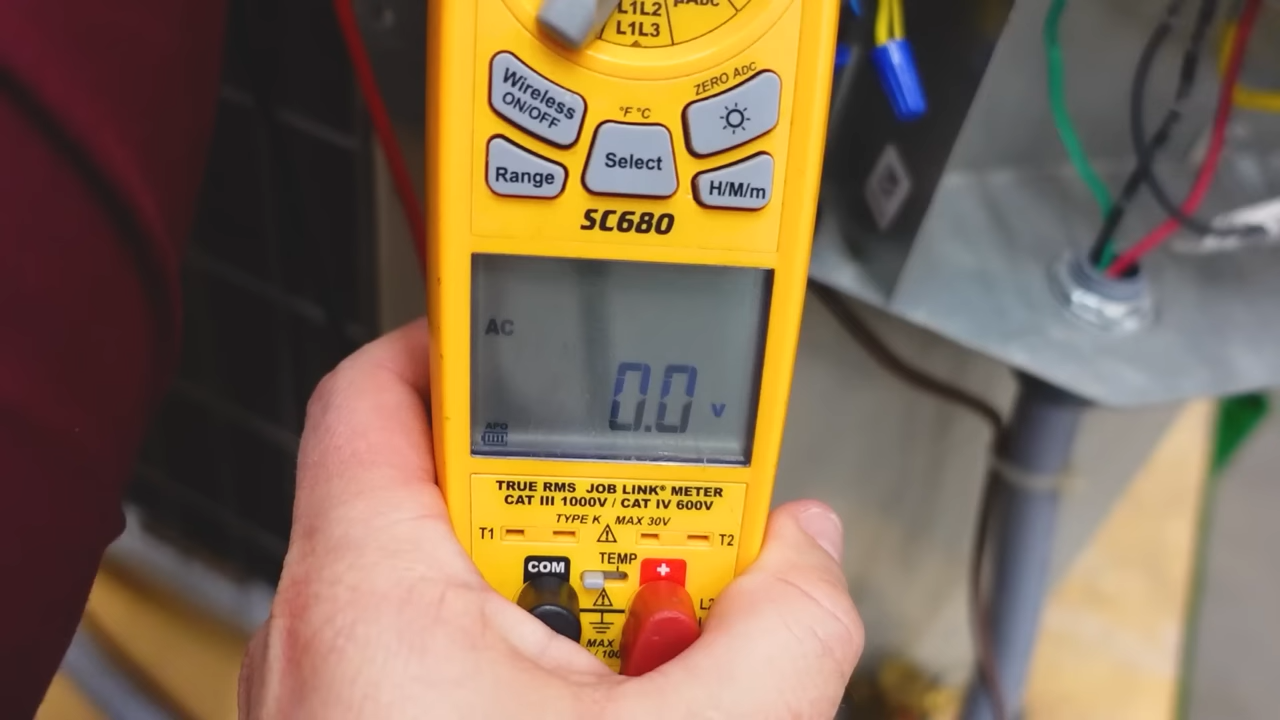 L1L2
L1L3
µADC
ZERO ADC
Wireless
ON/OFF
°F °C
Range
Select
H/M/m
SC680
AC
0.0 V
APO
TRUE RMS JOB LINK® METER
CAT III 1000V / CAT IV 600V
TYPE K MAX 30V
T1
T2
TEMP
COM
+
MAX